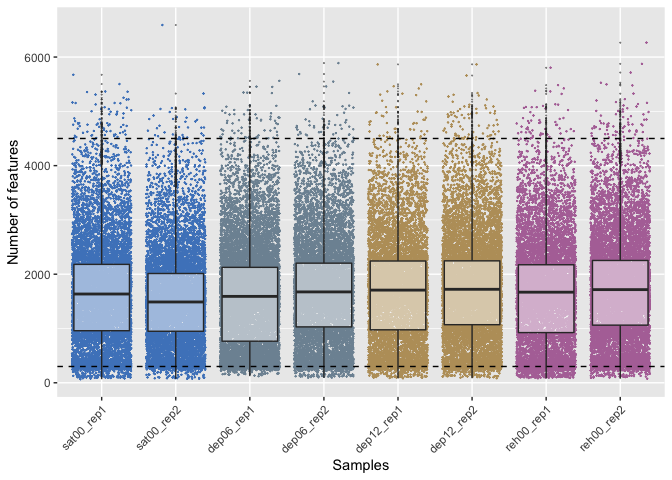 Number of features
6000
4000
2000
0
sat00_rep1
sat00_rep2
dep06_rep1
dep06_rep2
dep12_rep1
dep12_rep2
reh00_rep1
reh00_rep2
Samples